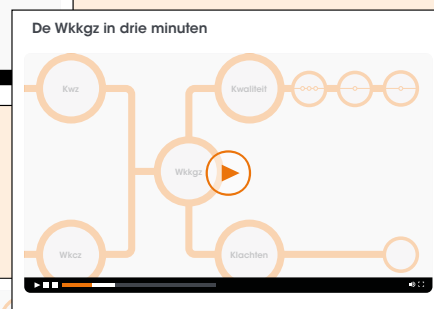 De Wkkgz in drie minuten
Kwz
Kwaliteit
Wkkgz
Wkcz
Klachten